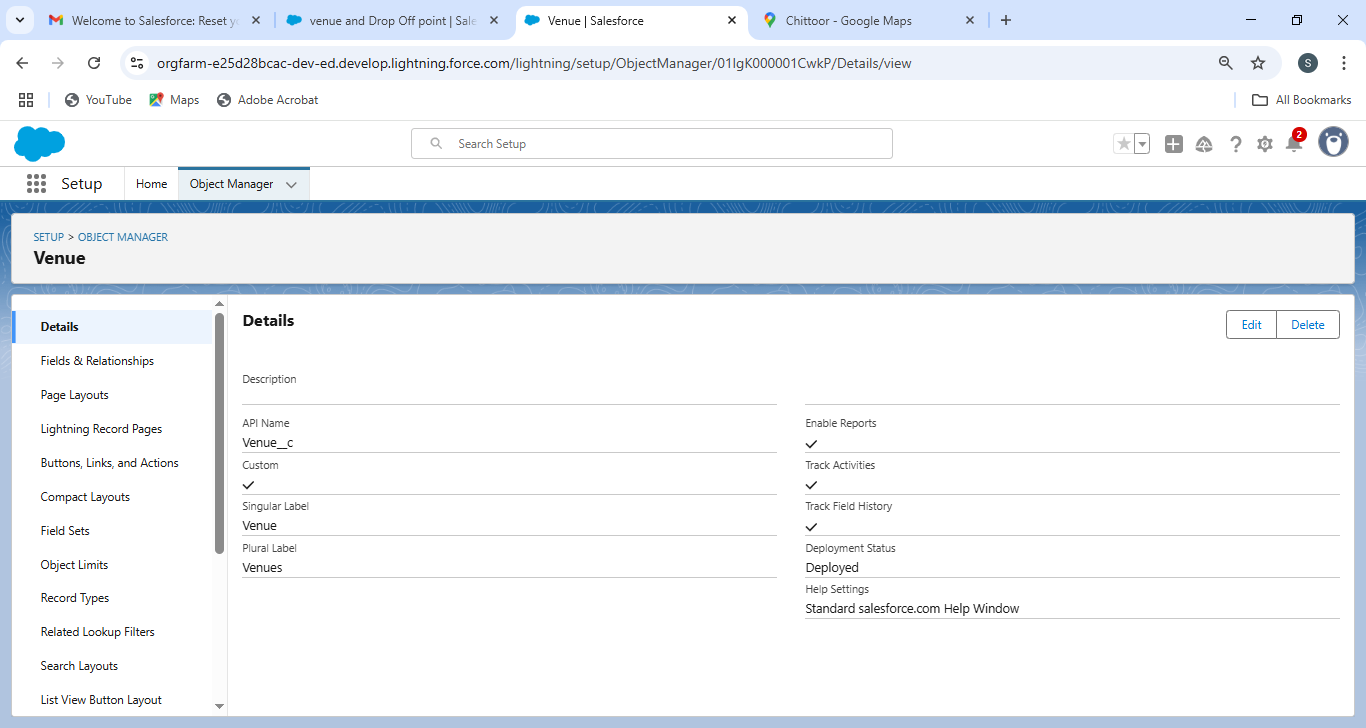 Welcome to Salesforce: Reset yo
venue and Drop Off point | Sale
Venue | Salesforce
Chittoor - Google Maps
orgfarm-e25d28bcac-dev-ed.develop.lightning.force.com/lightning/setup/ObjectManager/01IgK000001CwkP/Details/view
S
YouTube
Maps
Adobe Acrobat
All Bookmarks
Search Setup
2
Setup
Home
Object Manager
SETUP > OBJECT MANAGER
Venue
Details
Fields & Relationships
Page Layouts
Lightning Record Pages
Buttons, Links, and Actions
Compact Layouts
Field Sets
Object Limits
Record Types
Related Lookup Filters
Search Layouts
List View Button Layout
Details
Edit
Delete
Description
API Name
Venue__c
Custom
Singular Label
Venue
Plural Label
Venues
Enable Reports
Track Activities
Track Field History
Deployment Status
Deployed
Help Settings
Standard salesforce.com Help Window